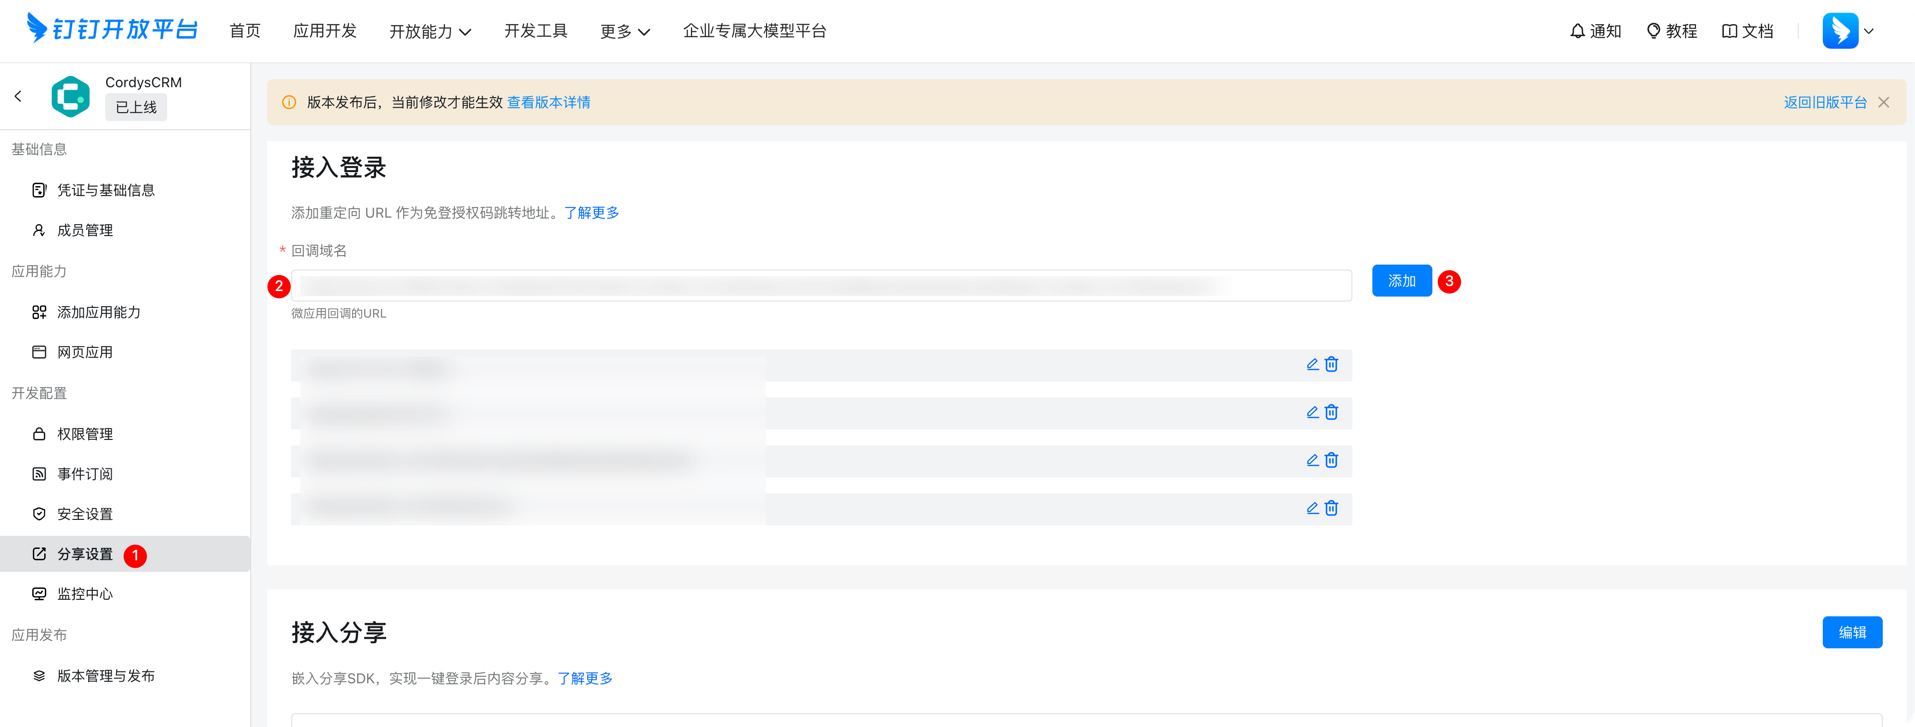 钉钉开放平台
首页
应用开发
开放能力
开发工具
更多
企业专属大模型平台
通知
教程
文档
CordysCRM
已上线
基础信息
凭证与基础信息
成员管理
应用能力
添加应用能力
网页应用
开发配置
权限管理
事件订阅
安全设置
分享设置
1
监控中心
应用发布
版本管理与发布
版本发布后，当前修改才能生效 查看版本详情
返回旧版平台
接入登录
添加重定向 URL 作为免登授权码跳转地址。了解更多
* 回调域名
2
添加
3
微应用回调的URL
接入分享
编辑
嵌入分享SDK，实现一键登录后内容分享。了解更多